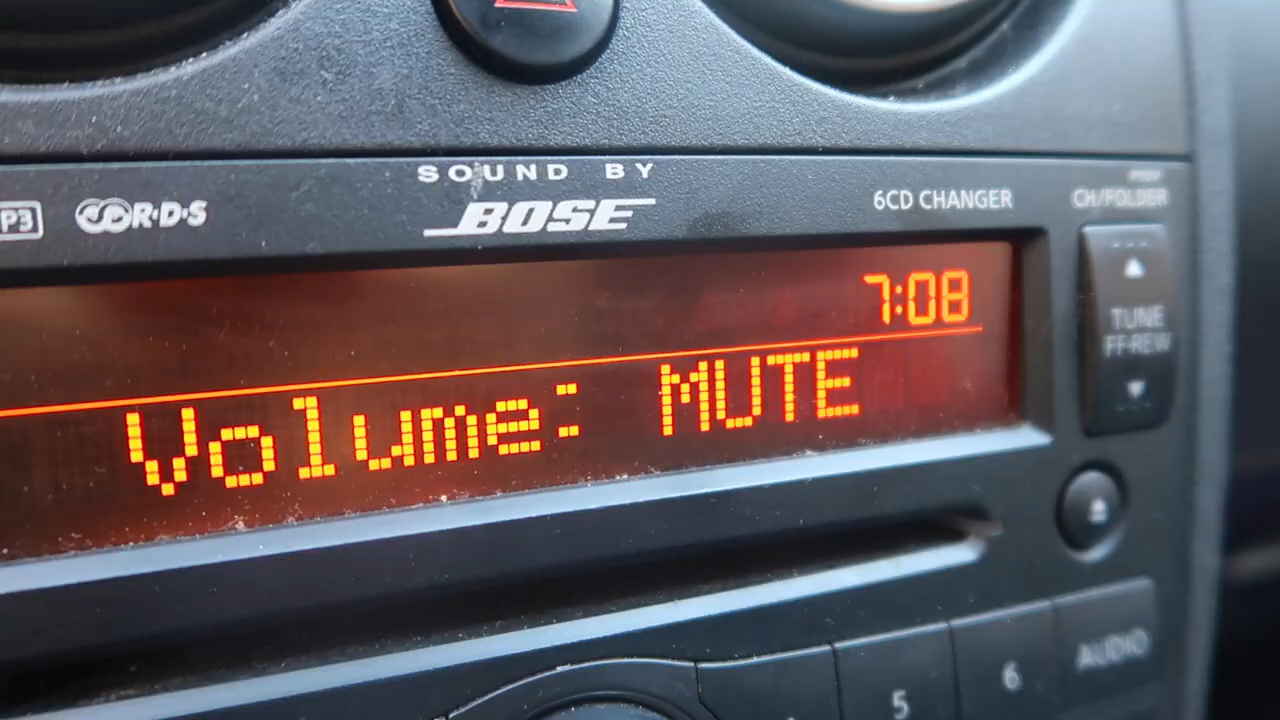 SOUND BY
BOSE
P3 R·D·S
6CD CHANGER
CH/FOLDER
7:08
Volume: MUTE
TUNE
FF·REW
5
6
AUDIO